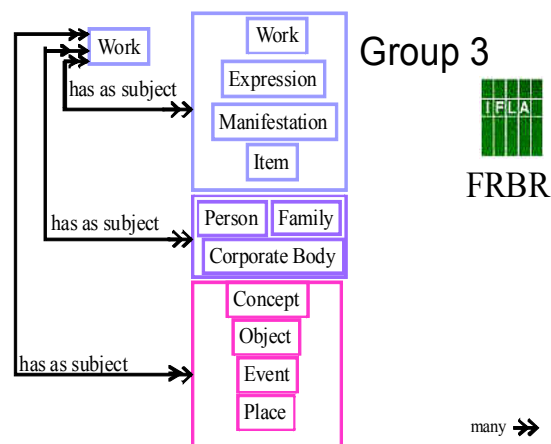 Group 3
Work
has as subject
Work
Expression
Manifestation
Item
IFLA
FRBR
has as subject
Person
Family
Corporate Body
has as subject
Concept
Object
Event
Place
many